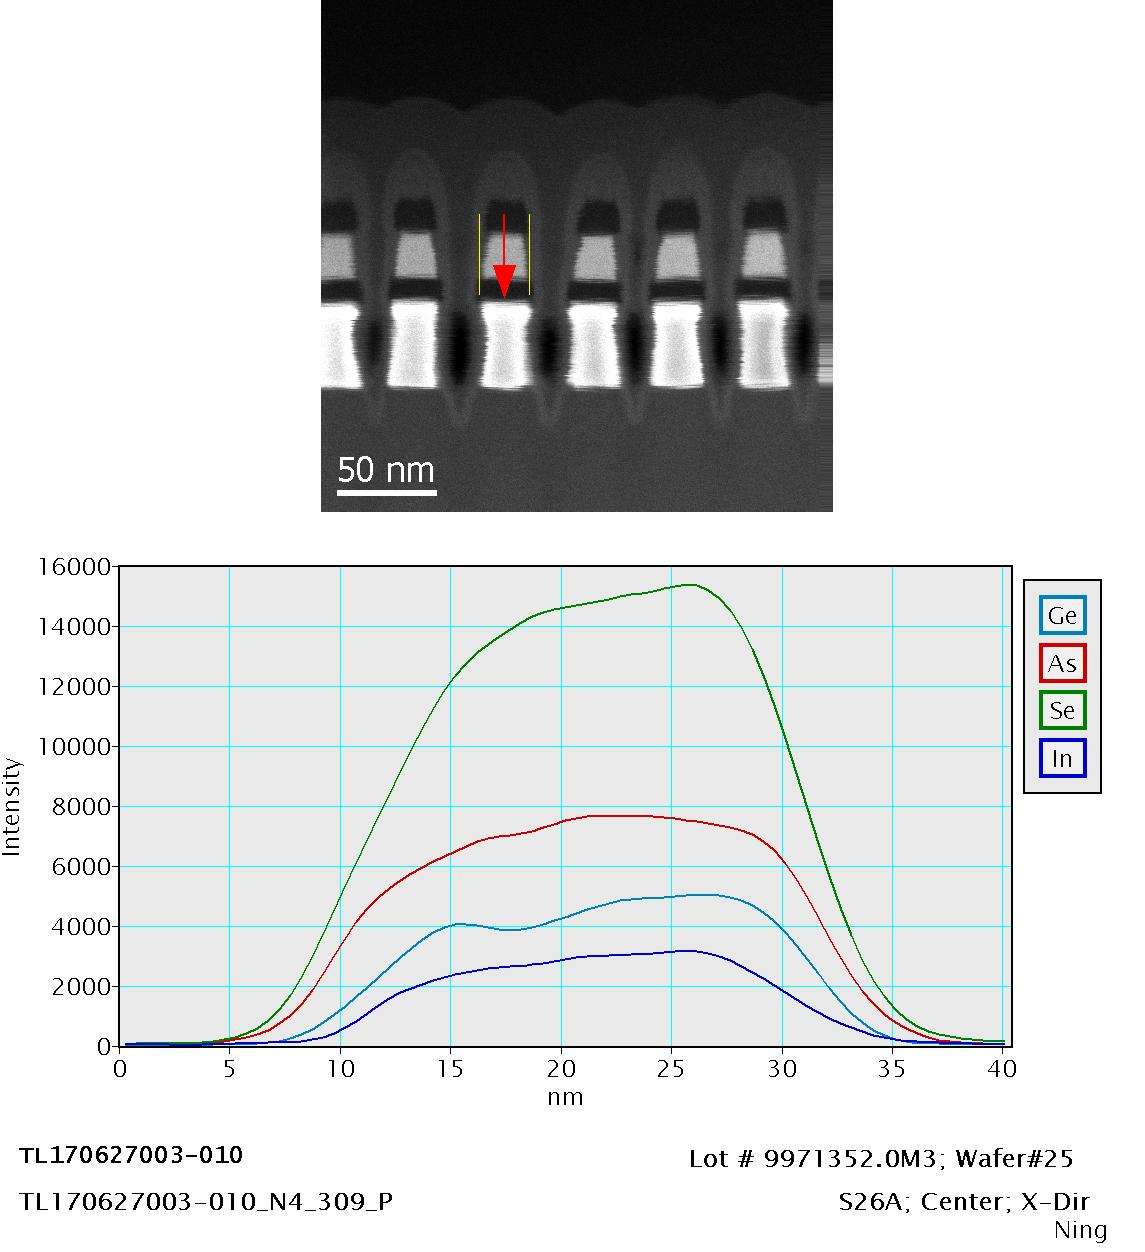 50 nm
16000
14000
12000
10000
8000
6000
4000
2000
0
Intensity
0 5 10 15 20 25 30 35 40
nm
Ge
As
Se
In
TL170627003-010
Lot # 9971352.0M3; Wafer#25
TL170627003-010_N4_309_P
S26A; Center; X-Dir
Ning